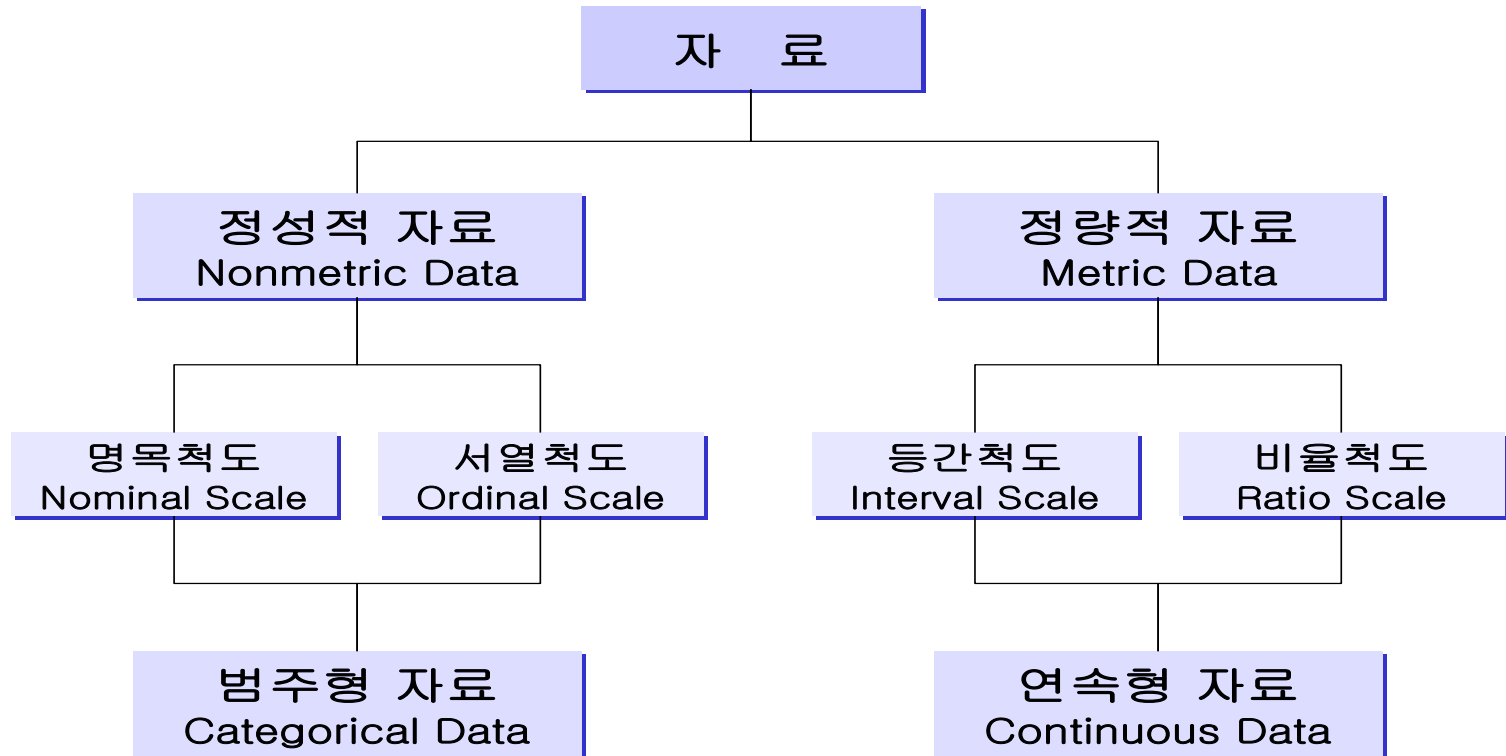 자 료
정성적 자료
Nonmetric Data
정량적 자료
Metric Data
명목척도
Nominal Scale
서열척도
Ordinal Scale
등간척도
Interval Scale
비율척도
Ratio Scale
범주형 자료
Categorical Data
연속형 자료
Continuous Data